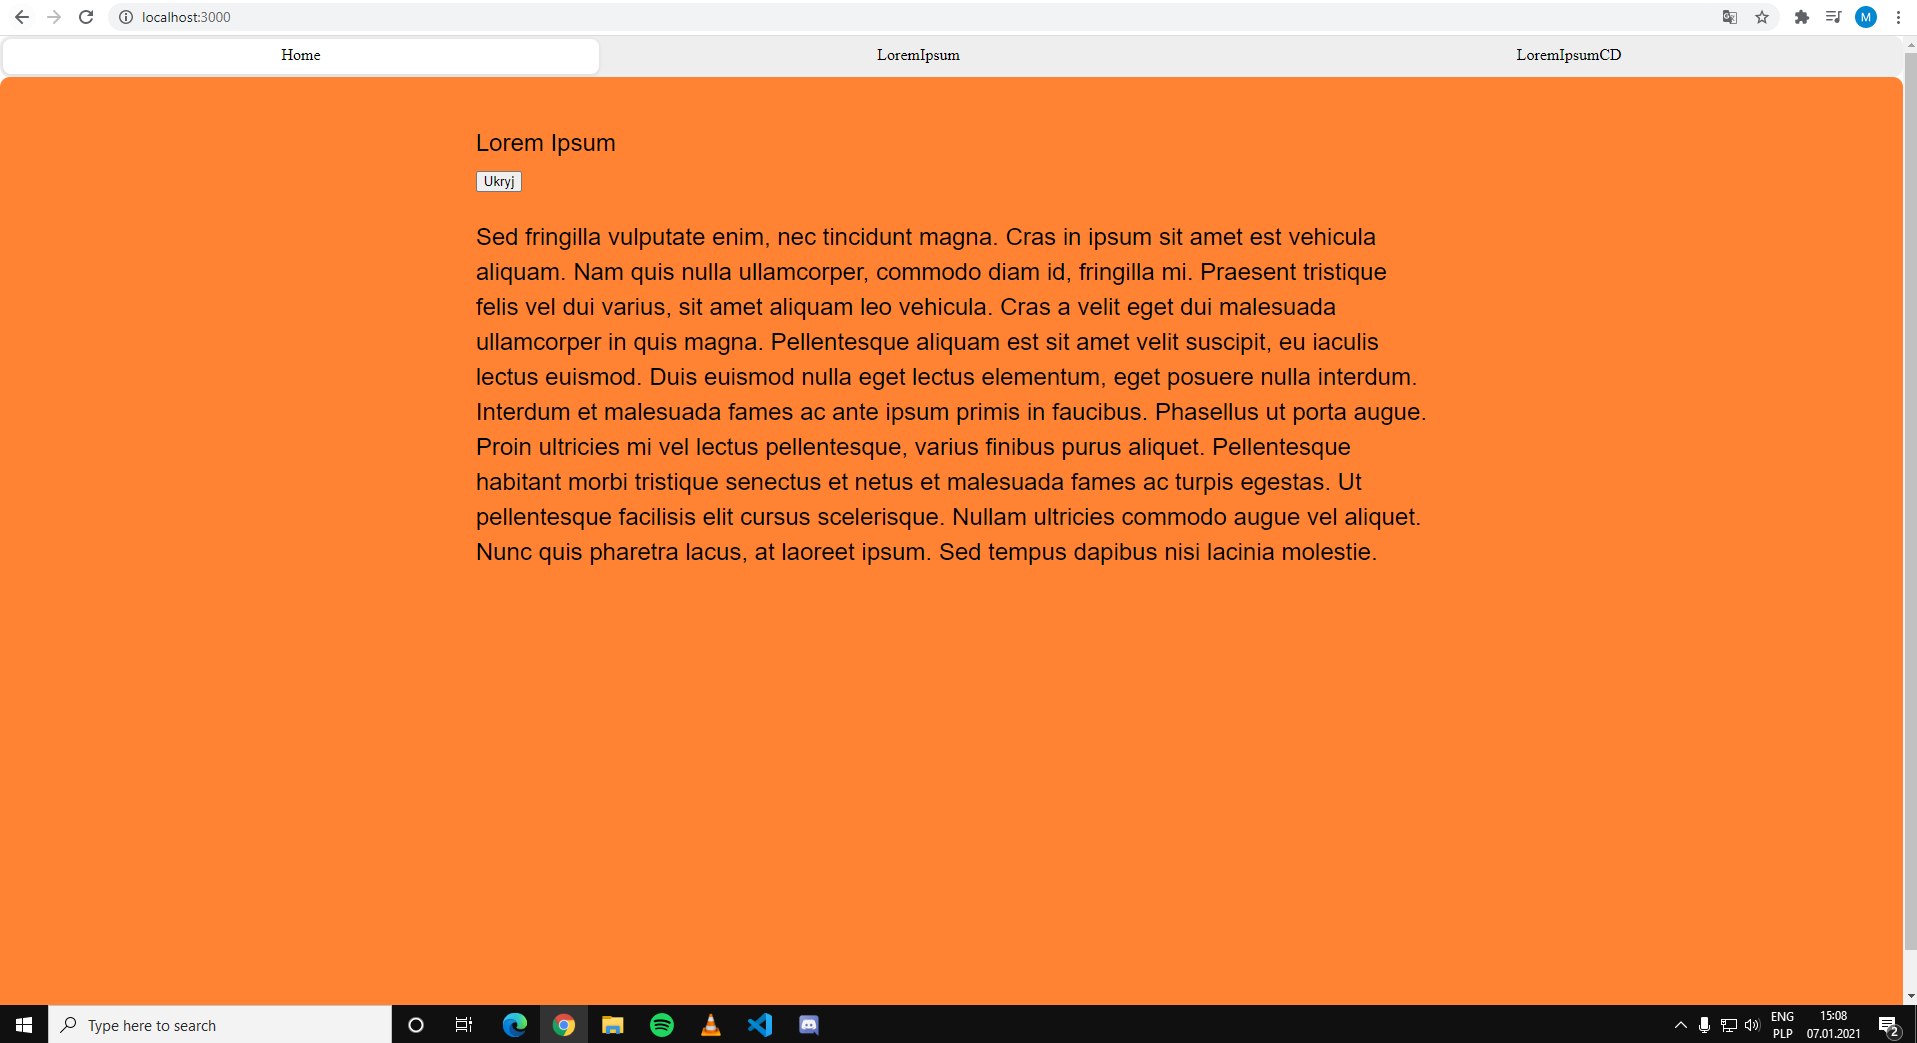 localhost:3000
M
Home LoremIpsum LoremIpsumCD
Lorem Ipsum
Ukryj
Sed fringilla vulputate enim, nec tincidunt magna. Cras in ipsum sit amet est vehicula
aliquam. Nam quis nulla ullamcorper, commodo diam id, fringilla mi. Praesent tristique
felis vel dui varius, sit amet aliquam leo vehicula. Cras a velit eget dui malesuada
ullamcorper in quis magna. Pellentesque aliquam est sit amet velit suscipit, eu iaculis
lectus euismod. Duis euismod nulla eget lectus elementum, eget posuere nulla interdum.
Interdum et malesuada fames ac ante ipsum primis in faucibus. Phasellus ut porta augue.
Proin ultricies mi vel lectus pellentesque, varius finibus purus aliquet. Pellentesque
habitant morbi tristique senectus et netus et malesuada fames ac turpis egestas. Ut
pellentesque facilisis elit cursus scelerisque. Nullam ultricies commodo augue vel aliquet.
Nunc quis pharetra lacus, at laoreet ipsum. Sed tempus dapibus nisi lacinia molestie.
Type here to search
ENG 15:08
PLP 07.01.2021
2